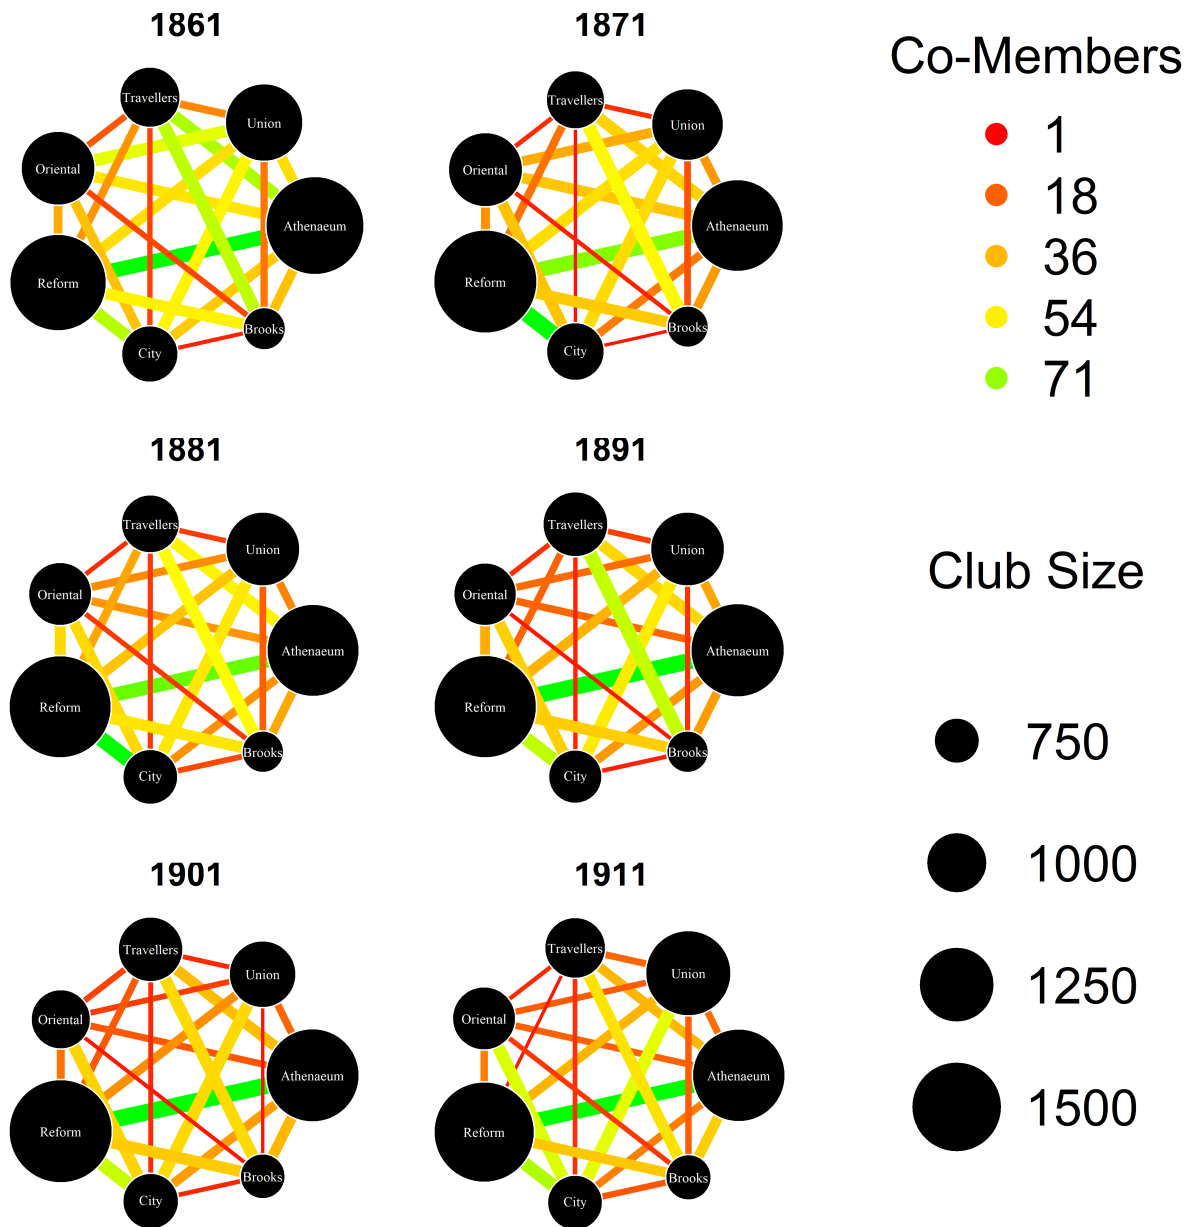 1861
Travellers
Union
Oriental
Athenaeum
Reform
Brooks
City
1871
Travellers
Union
Oriental
Athenaeum
Reform
Brooks
City
Co-Members
1
18
36
54
71
1881
Travellers
Union
Oriental
Athenaeum
Reform
Brooks
City
1891
Travellers
Union
Oriental
Athenaeum
Reform
Brooks
City
Club Size
750
1000
1250
1500
1901
Travellers
Union
Oriental
Athenaeum
Reform
Brooks
City
1911
Travellers
Union
Oriental
Athenaeum
Reform
Brooks
City